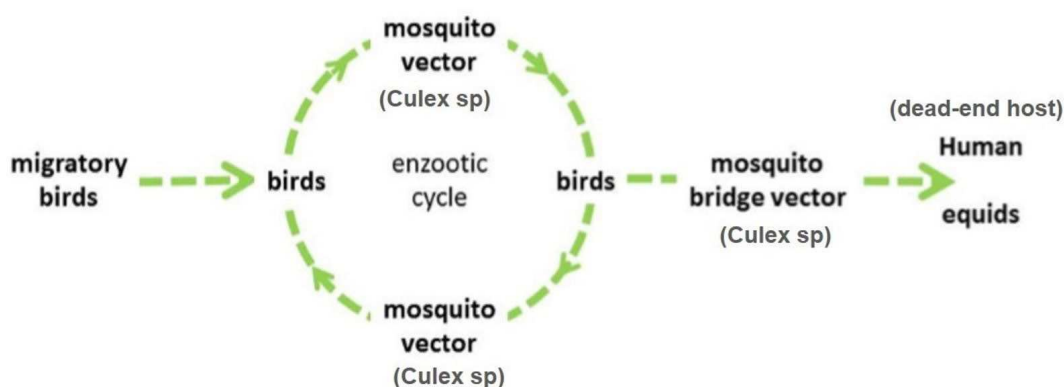 mosquito
vector
(Culex sp)
migratory
birds
birds
enzootic
cycle
birds
mosquito
bridge vector
(Culex sp)
(dead-end host)
Human
equids
mosquito
vector
(Culex sp)